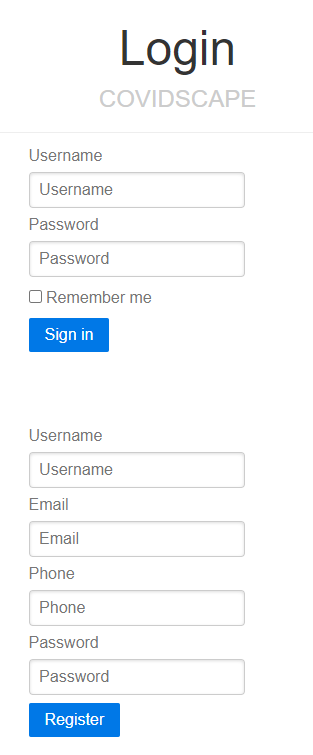 Login
COVIDSCAPE
Username
Username
Password
Password
Remember me
Sign in
Username
Username
Email
Email
Phone
Phone
Password
Password
Register